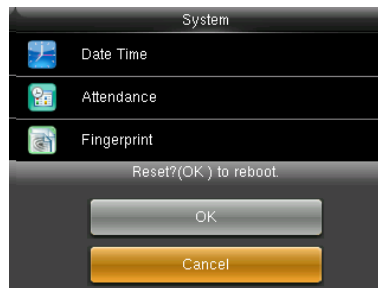 System
Date Time
Attendance
Fingerprint
Reset?(OK ) to reboot.
OK
Cancel